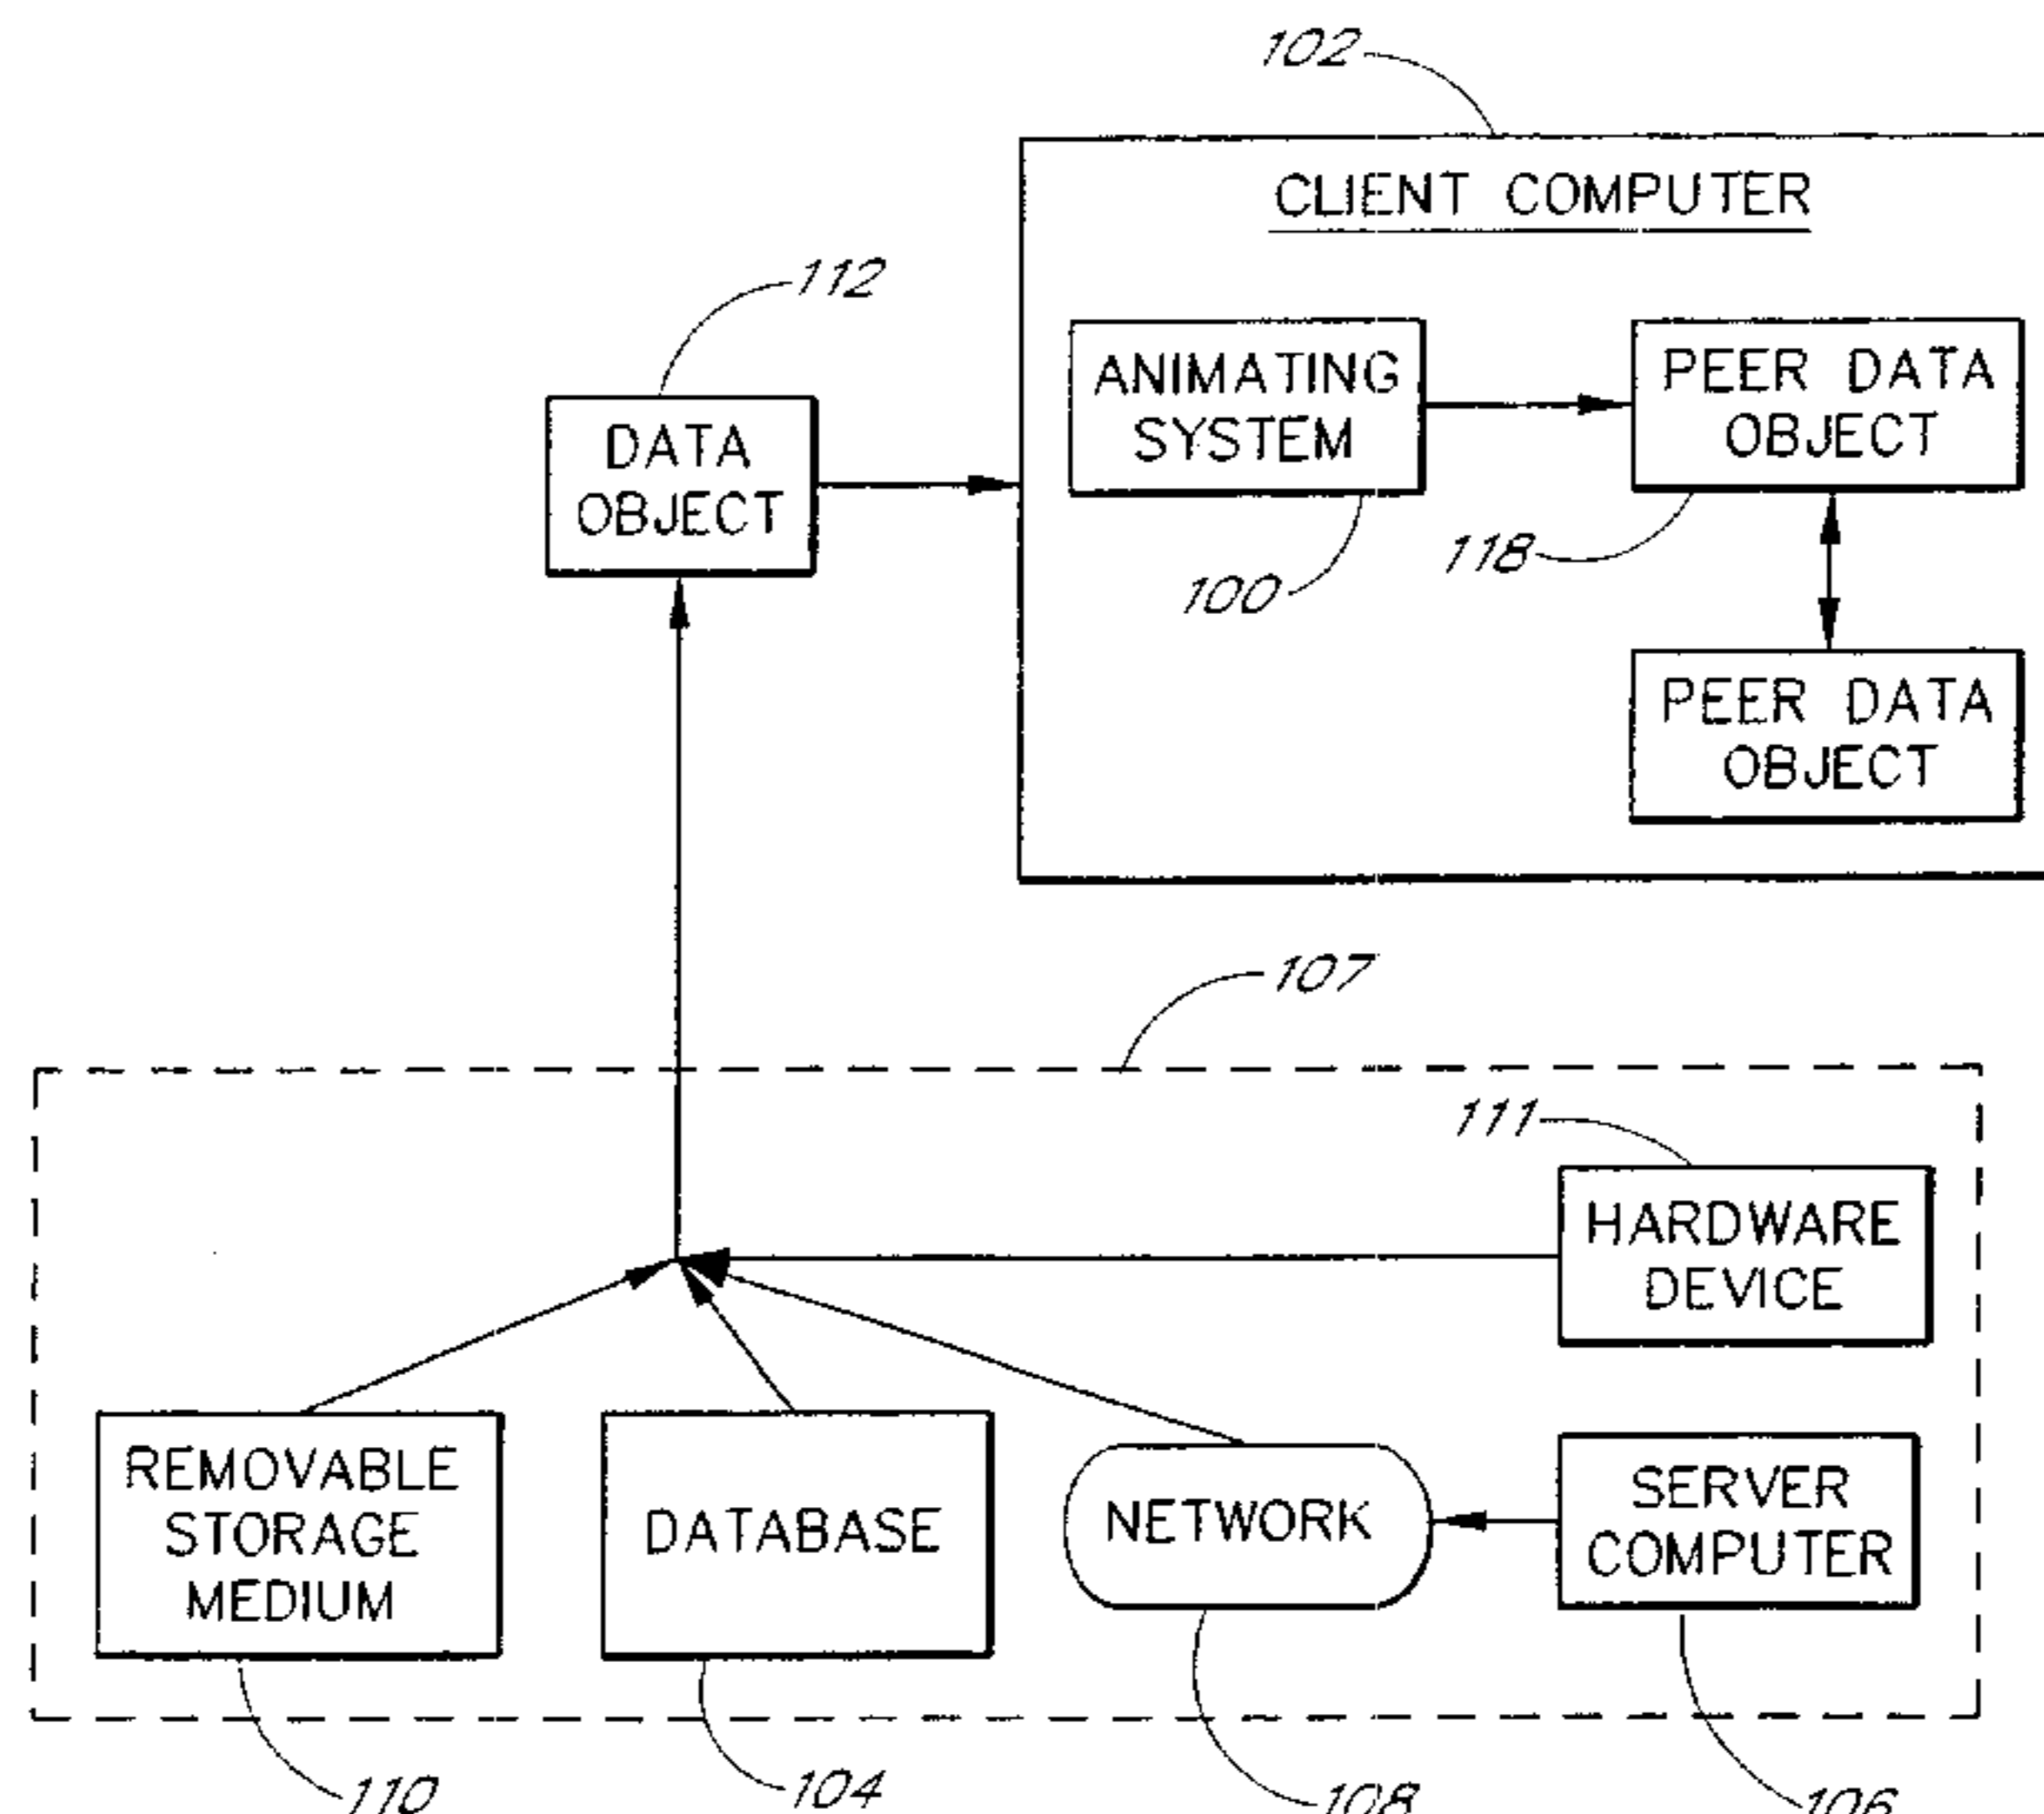 102
CLIENT COMPUTER
112
ANIMATING
SYSTEM
PEER DATA
OBJECT
DATA
OBJECT
118
100
PEER DATA
OBJECT
107
111
HARDWARE
DEVICE
REMOVABLE
STORAGE
MEDIUM
DATABASE
NETWORK
SERVER
COMPUTER
110
104
108
106